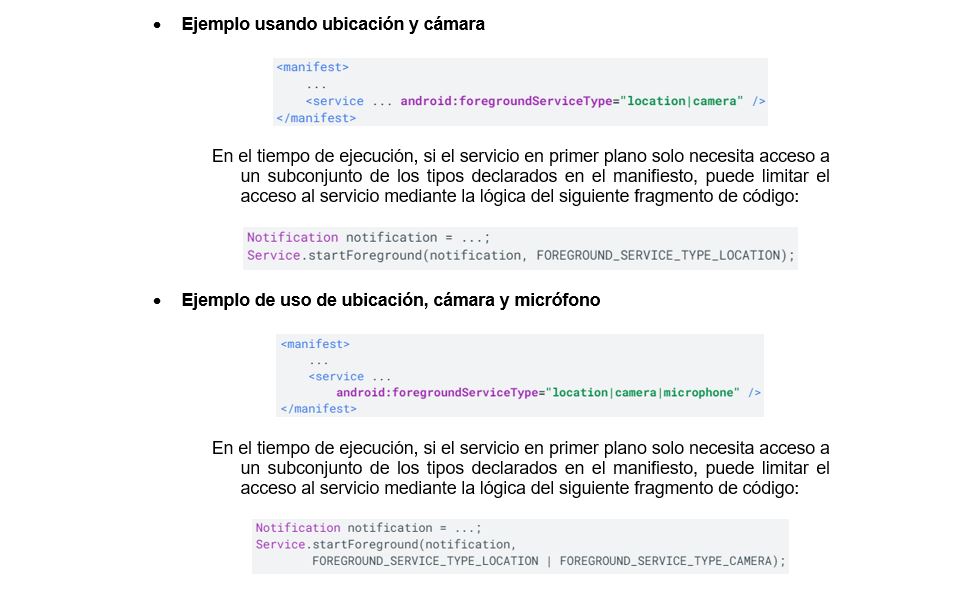 • Ejemplo usando ubicación y cámara
<manifest>
...
<service ... android:foregroundServiceType="location|camera" />
</manifest>
En el tiempo de ejecución, si el servicio en primer plano solo necesita acceso a
un subconjunto de los tipos declarados en el manifiesto, puede limitar el
acceso al servicio mediante la lógica del siguiente fragmento de código:
Notification notification = ...;
Service.startForeground(notification, FOREGROUND_SERVICE_TYPE_LOCATION);
• Ejemplo de uso de ubicación, cámara y micrófono
<manifest>
...
<service ...
android:foregroundServiceType="location|camera|microphone" />
</manifest>
En el tiempo de ejecución, si el servicio en primer plano solo necesita acceso a
un subconjunto de los tipos declarados en el manifiesto, puede limitar el
acceso al servicio mediante la lógica del siguiente fragmento de código:
Notification notification = ...;
Service.startForeground(notification,
FOREGROUND_SERVICE_TYPE_LOCATION | FOREGROUND_SERVICE_TYPE_CAMERA);